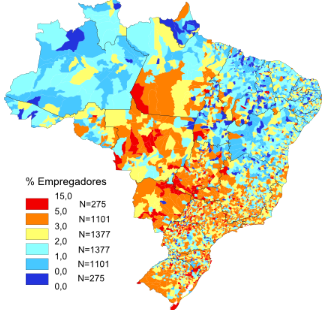 % Empregadores
15,0
N=275
5,0
N=1101
3,0
N=1377
2,0
N=1377
1,0
N=1101
0,0
N=275
0,0